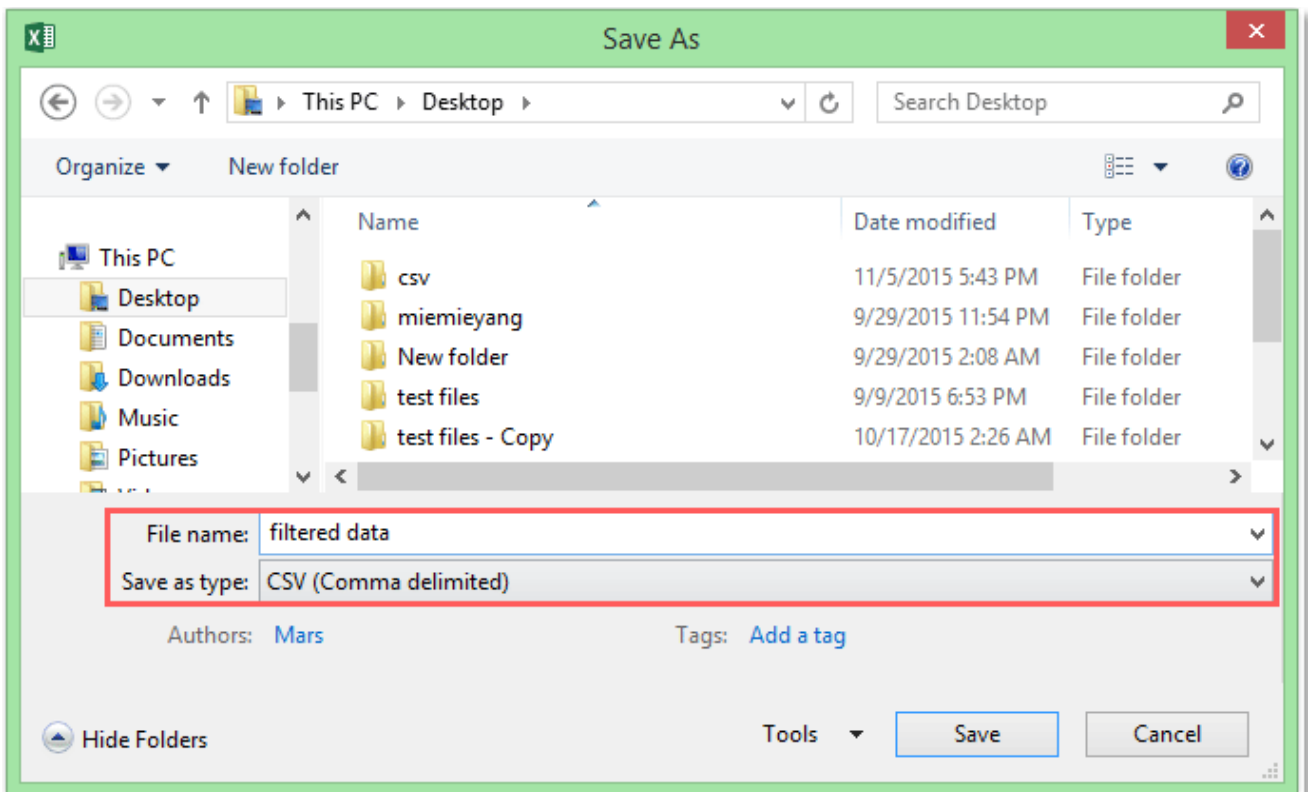 Save As
This PC Desktop Search Desktop
Organize New folder
Name Date modified Type
This PC
Desktop
Documents
Downloads
Music
Pictures
csv 11/5/2015 5:43 PM File folder
miemieyang 9/29/2015 11:54 PM File folder
New folder 9/29/2015 2:08 AM File folder
test files 9/9/2015 6:53 PM File folder
test files - Copy 10/17/2015 2:26 AM File folder
File name: filtered data
Save as type: CSV (Comma delimited)
Authors: Mars Tags: Add a tag
Hide Folders Tools Save Cancel